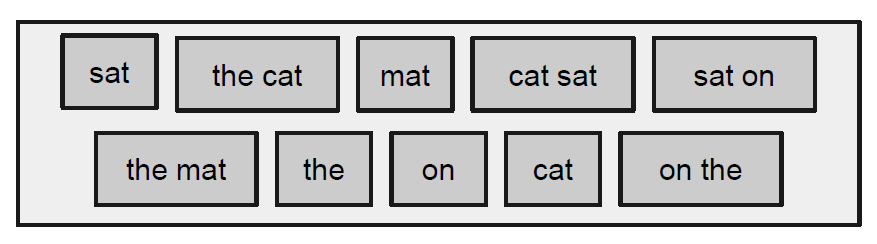 sat the cat mat cat sat sat on
the mat the on cat on the